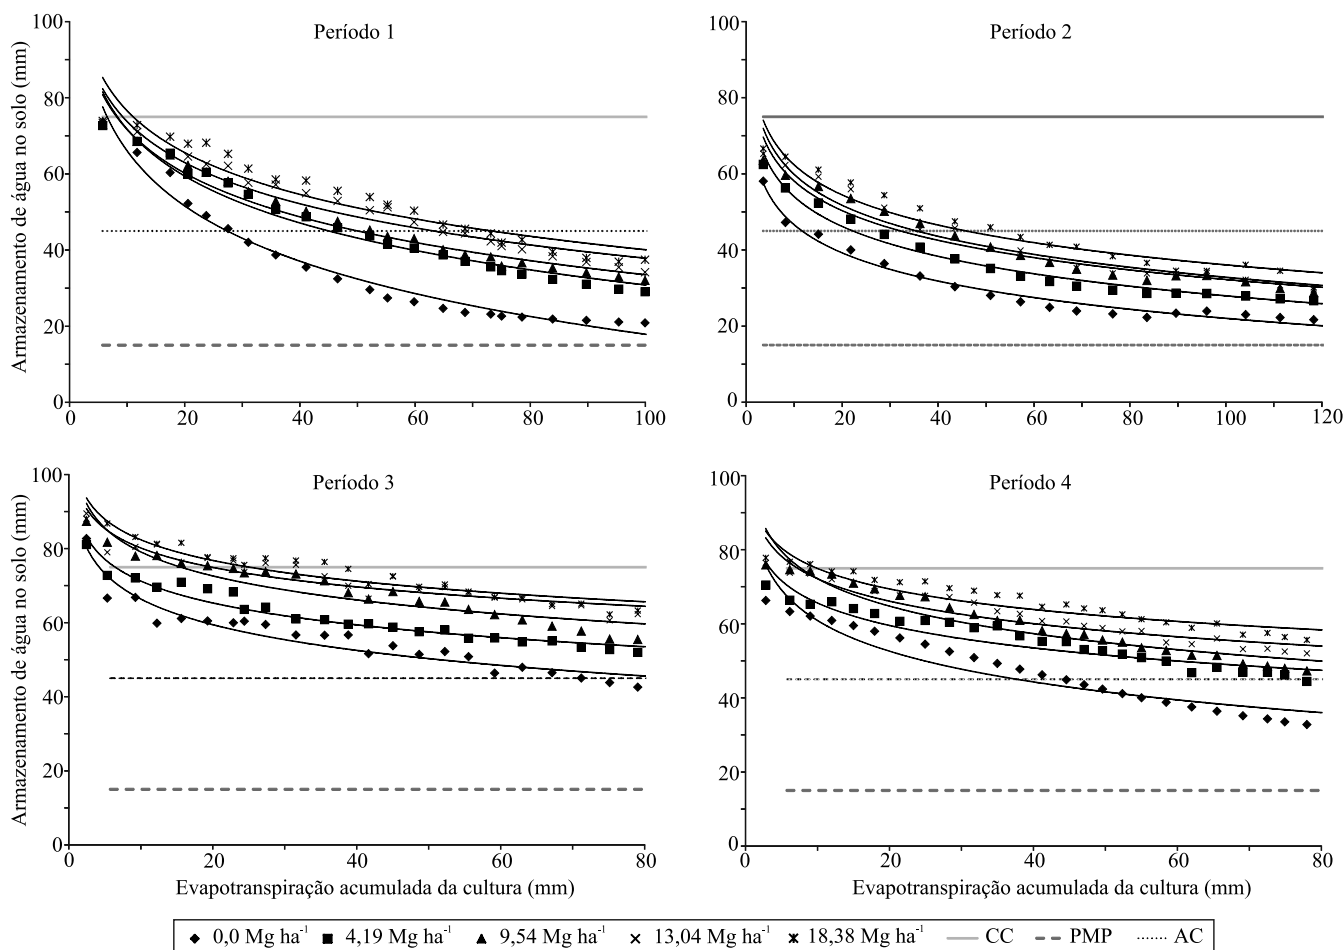 Período 1
Armazenamento de água no solo (mm)
100
80
60
40
20
0
0 20 40 60 80 100
Período 2
100
80
60
40
20
0
0 20 40 60 80 100 120
Período 3
Armazenamento de água no solo (mm)
100
80
60
40
20
0
0 20 40 60 80
Evapotranspiração acumulada da cultura (mm)
Período 4
100
80
60
40
20
0
0 20 40 60 80
Evapotranspiração acumulada da cultura (mm)
0,0 Mg ha⁻¹ 4,19 Mg ha⁻¹ 9,54 Mg ha⁻¹ 13,04 Mg ha⁻¹ 18,38 Mg ha⁻¹ CC PMP AC